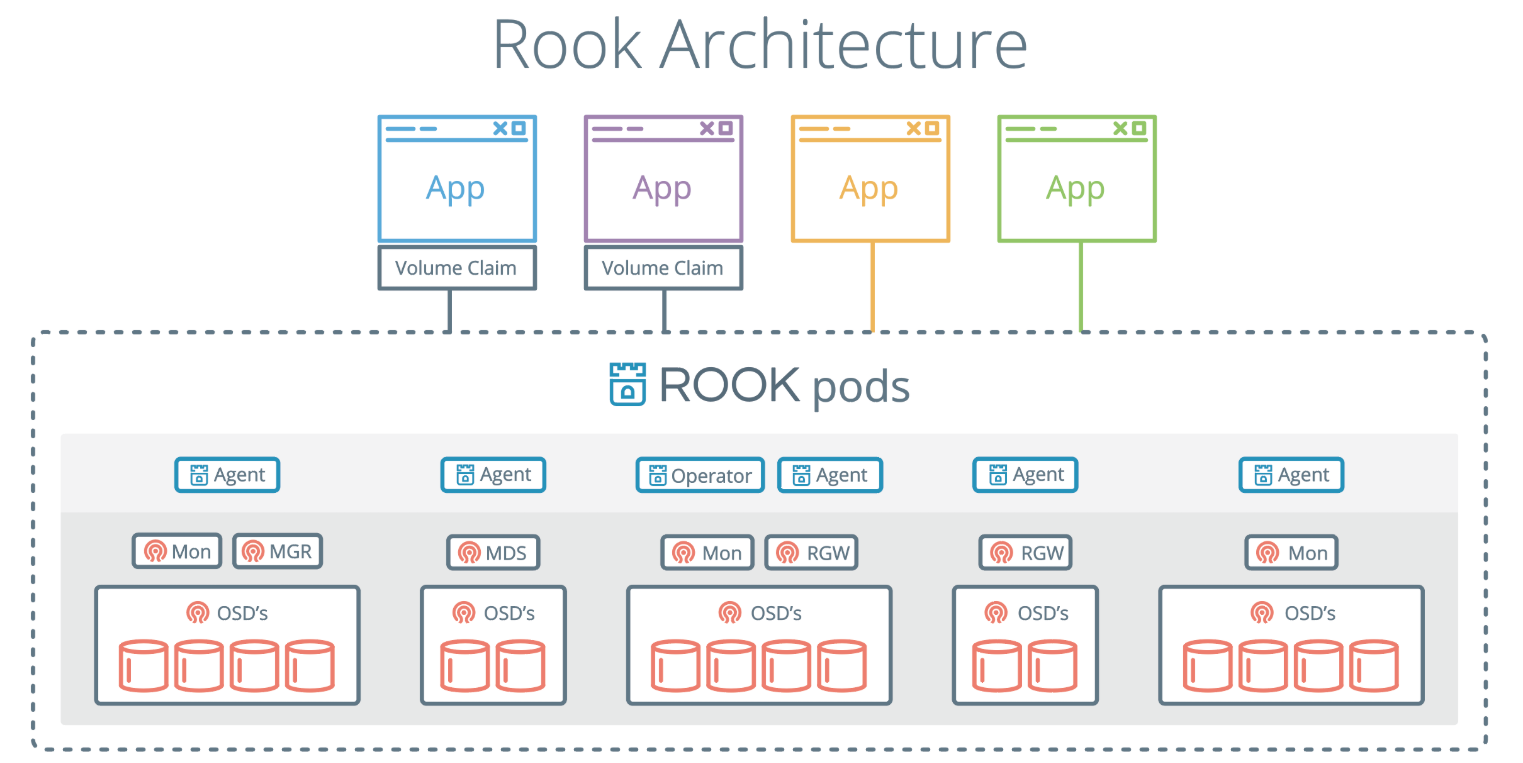 Rook Architecture
App
App
App
App
Volume Claim
Volume Claim
ROOK pods
Agent
Agent
Operator
Agent
Agent
Agent
Mon
MGR
MDS
Mon
RGW
RGW
Mon
OSD’s
OSD’s
OSD’s
OSD’s
OSD’s